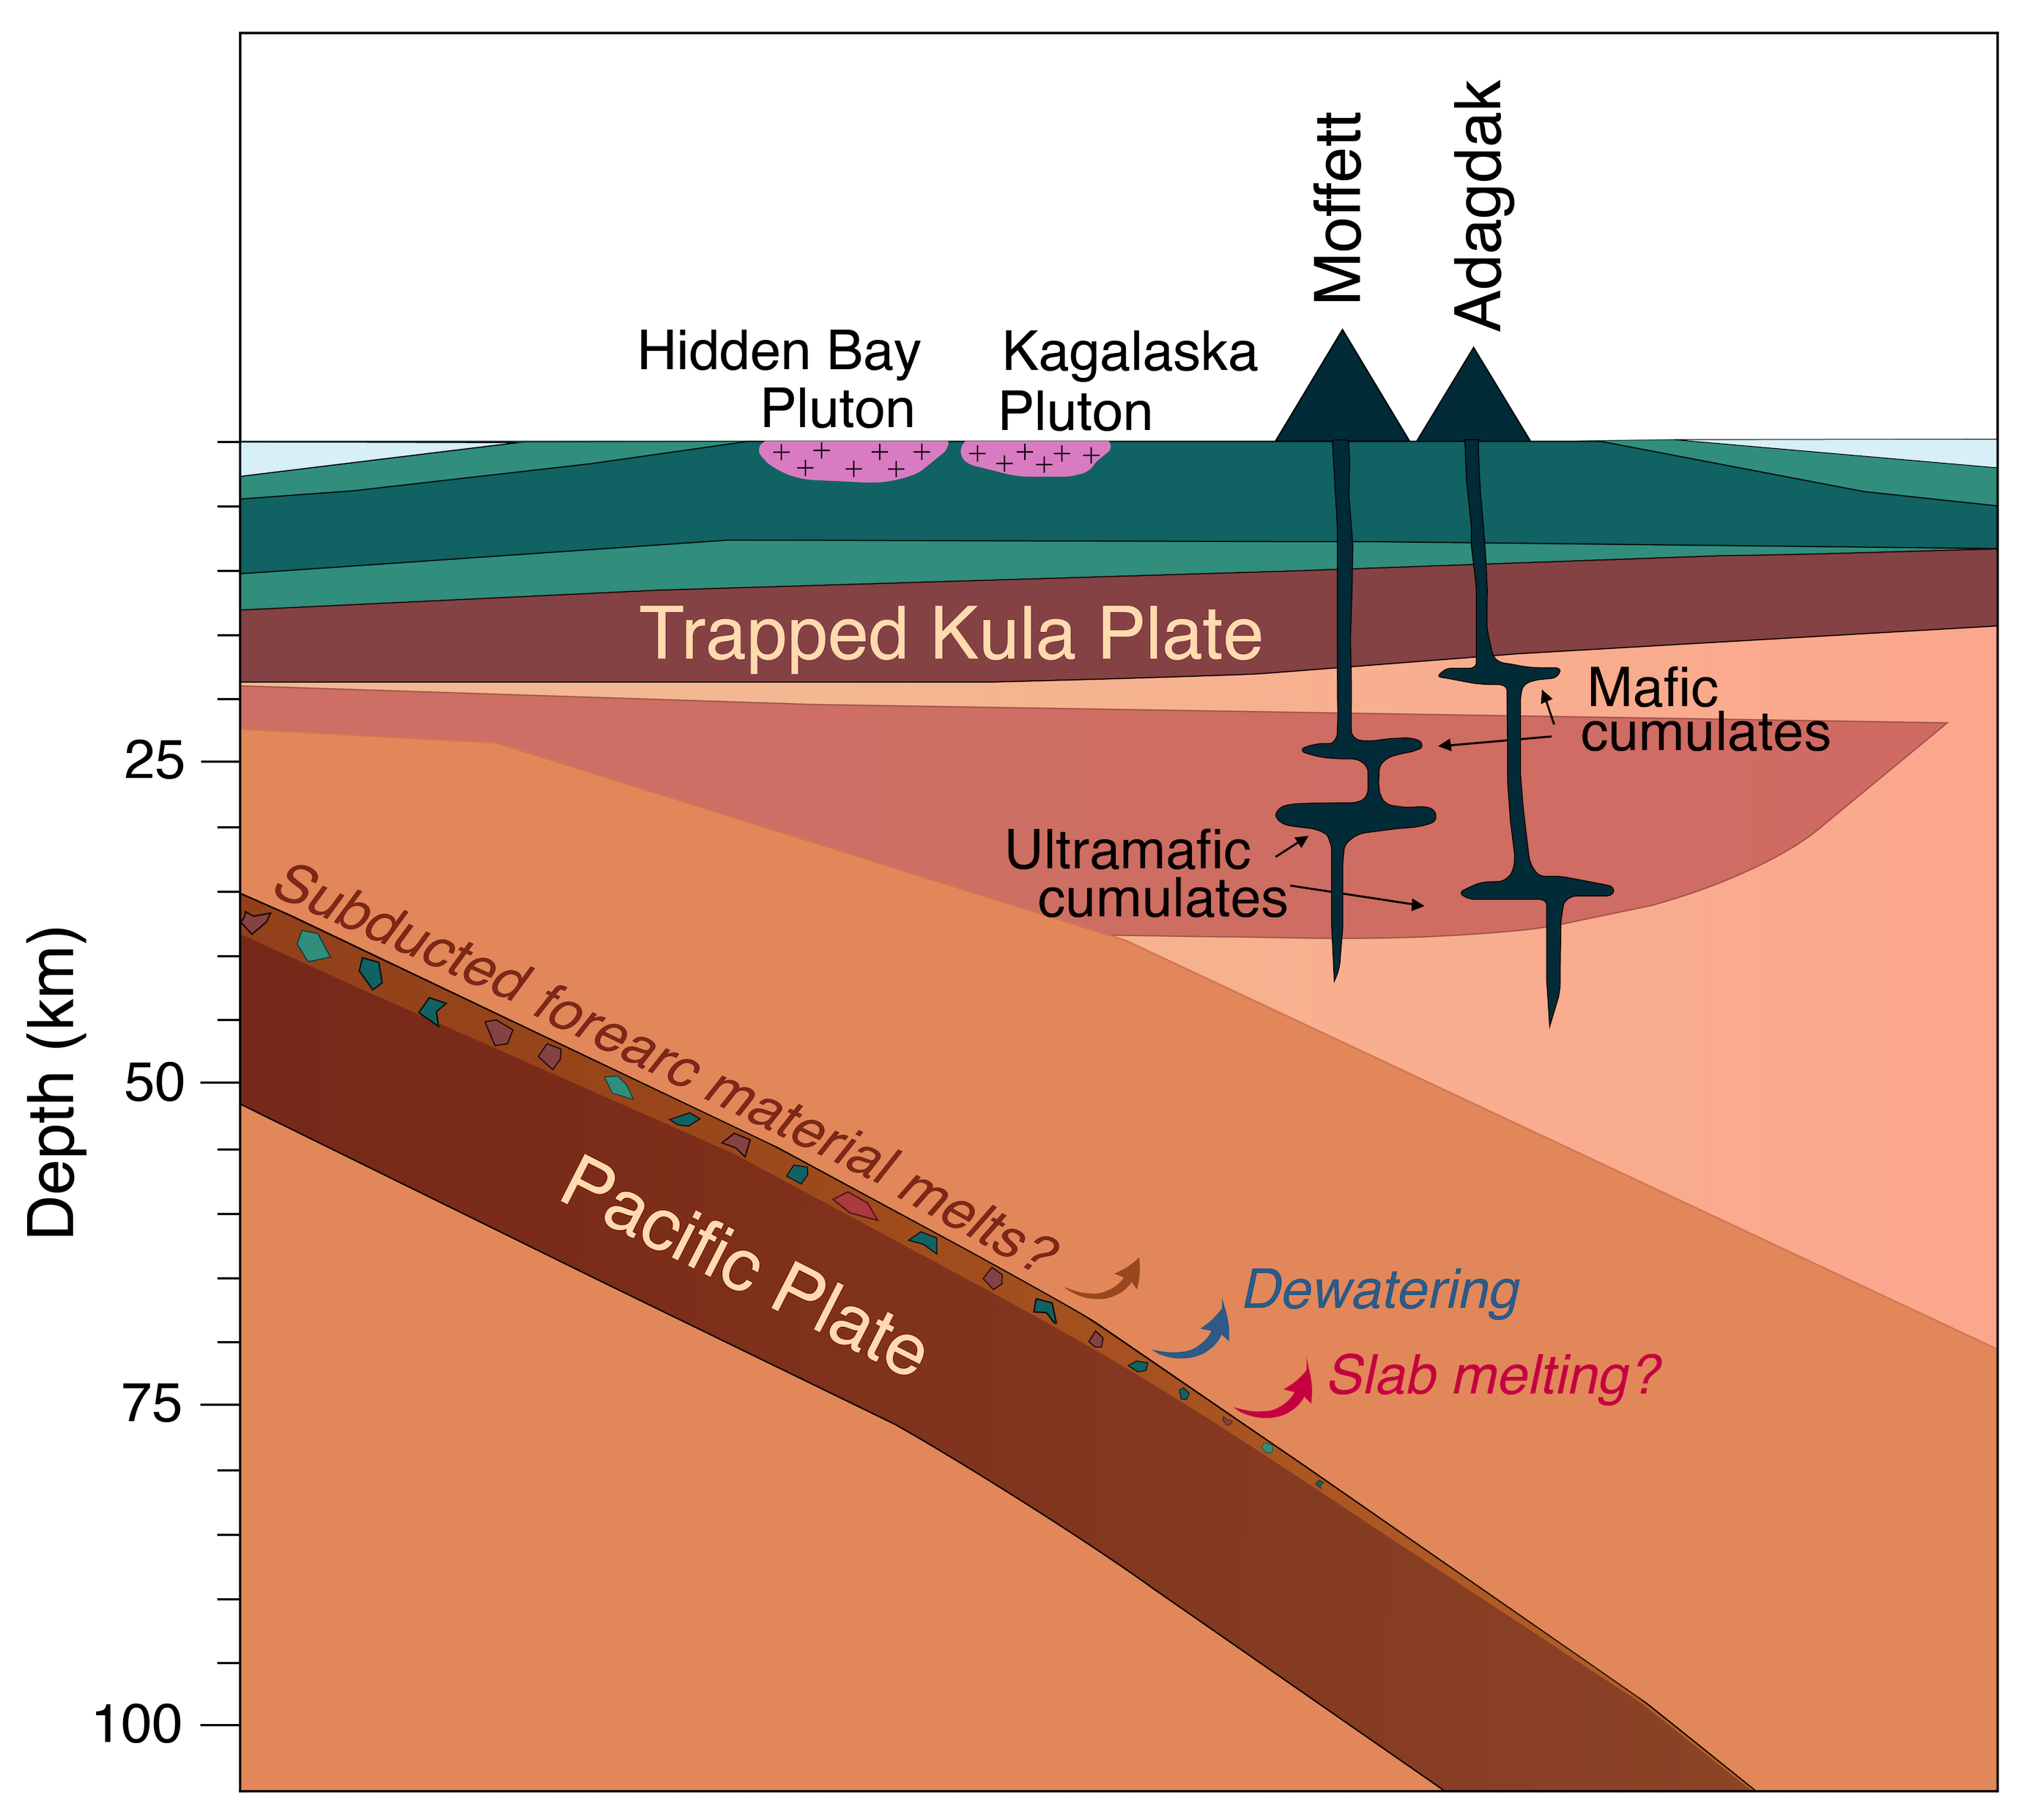 Moffett
Adagdak
Hidden Bay
Pluton
Kagalaska
Pluton
Trapped Kula Plate
Mafic
cumulates
Ultramafic
cumulates
25
50
75
100
Depth (km)
Subducted forearc material melts?
Pacific Plate
Dewatering
Slab melting?